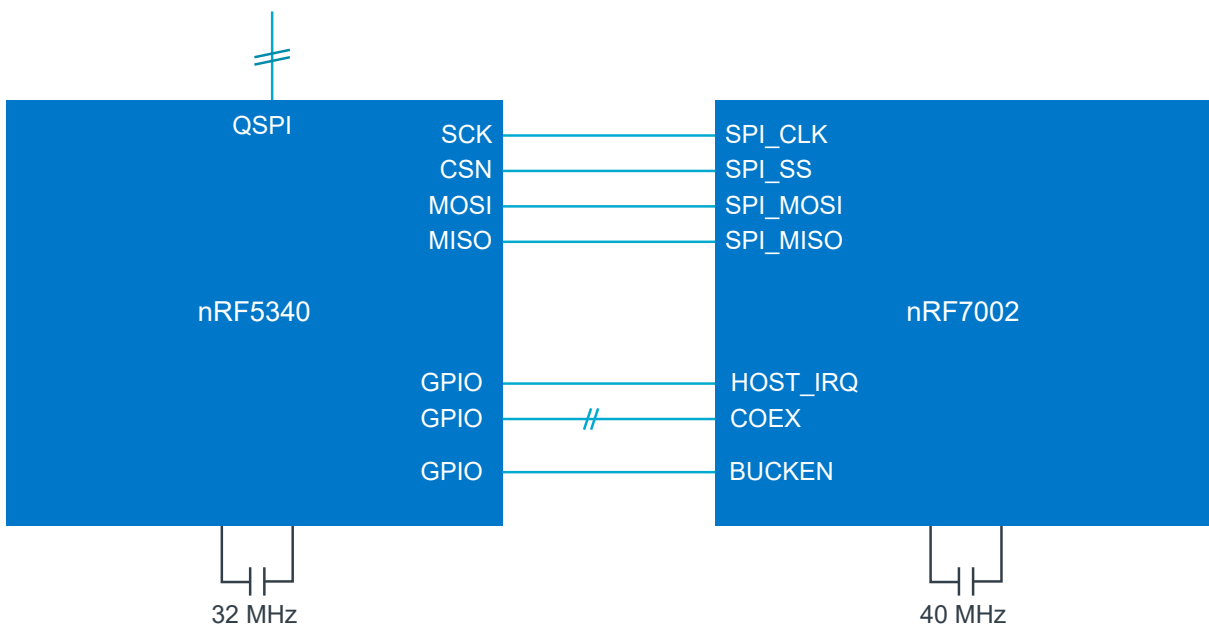 QSPI
SCK
SPI_CLK
CSN
SPI_SS
MOSI
SPI_MOSI
MISO
SPI_MISO
nRF5340
nRF7002
GPIO
HOST_IRQ
GPIO
COEX
GPIO
BUCKEN
32 MHz
40 MHz